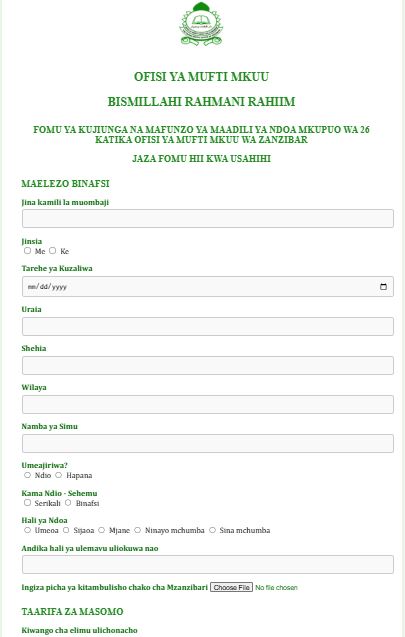 OFISI YA MUFTI MKUU
BISMILLAHI RAHMANI RAHIIM
FOMU YA KUJIUNGA NA MAFUNZO YA MAADILI YA NDOA MKUPUO WA 26
KATIKA OFISI YA MUFTI MKUU WA ZANZIBAR
JAZA FOMU HII KWA USAHIHI
MAELEZO BINAFSI
Jina kamili la muombaji
Jinsia
Me Ke
Tarehe ya Kuzaliwa
mm/dd/yyyy
Uraia
Shehia
Wilaya
Namba ya Simu
Umeajiriwa?
Ndio Hapana
Kama Ndio - Sehemu
Serikali Binafsi
Hali ya Ndoa
Umeoa Sijaoa Mjane Ninayo mchumba Sina mchumba
Andika hali ya ulemavu uliokuwa nao
Ingiza picha ya kitambulisho chako cha Mzanzibari Choose File No file chosen
TAARIFA ZA MASOMO
Kiwango cha elimu ulichonacho